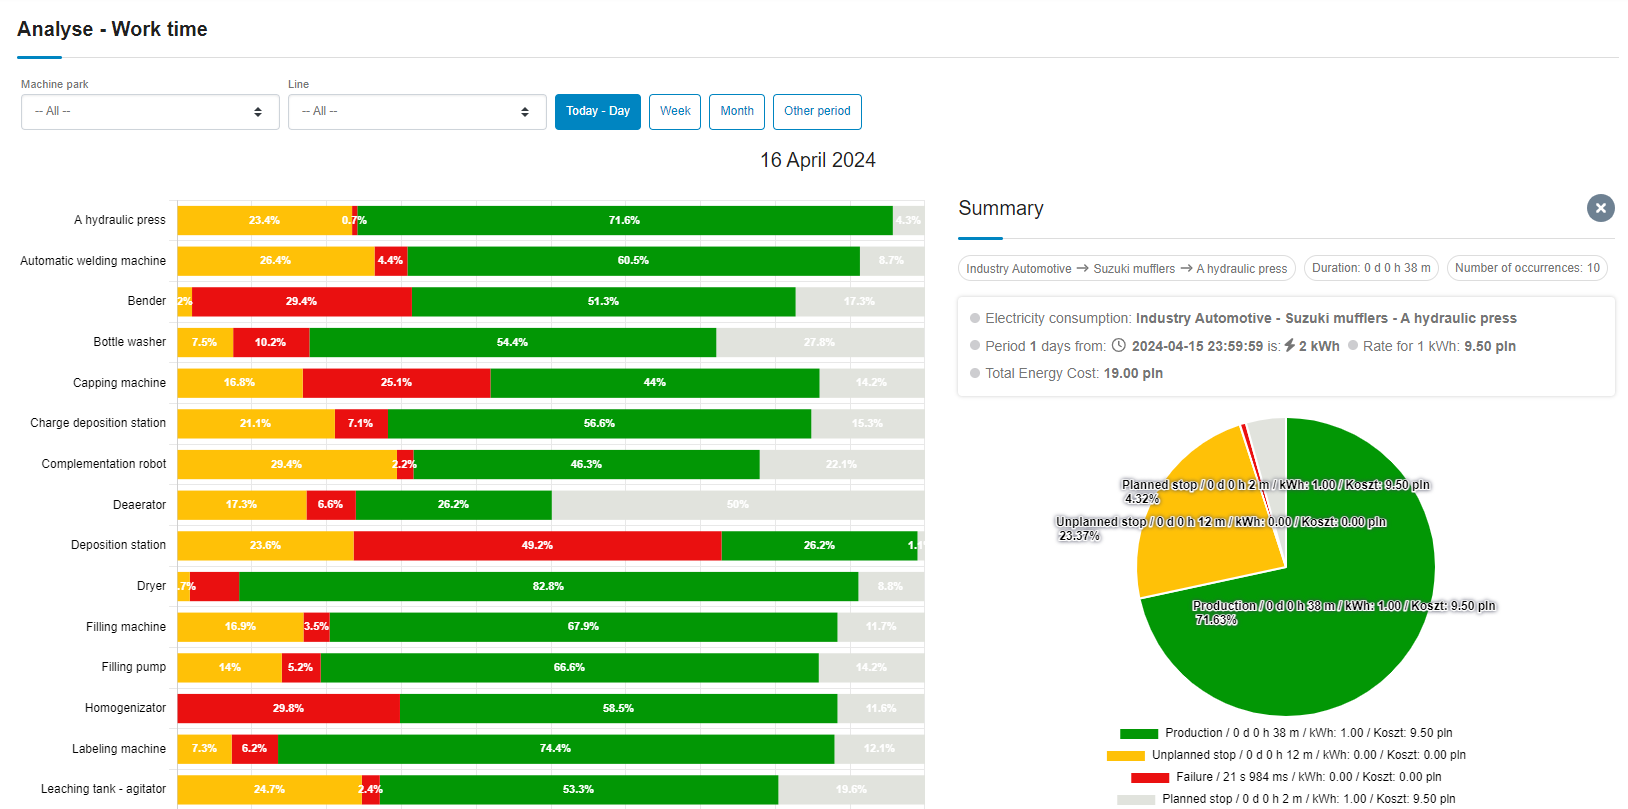 Analyse - Work time
Machine park
Line
-- All --
-- All --
Today - Day
Week
Month
Other period
16 April 2024
A hydraulic press
23.4%
0.7%
71.6%
4.3%
Automatic welding machine
26.4%
4.4%
60.5%
8.7%
Bender
2%
29.4%
51.3%
17.3%
Bottle washer
7.5%
10.2%
54.4%
27.8%
Capping machine
16.8%
25.1%
44%
14.2%
Charge deposition station
21.1%
7.1%
56.6%
15.3%
Complementation robot
29.4%
2.2%
46.3%
22.1%
Deaerator
17.3%
6.6%
26.2%
50%
Deposition station
23.6%
49.2%
26.2%
Dryer
.7%
82.8%
8.8%
Filling machine
16.9%
3.5%
67.9%
11.7%
Filling pump
14%
5.2%
66.6%
14.2%
Homogenizator
29.8%
58.5%
11.6%
Labeling machine
7.3%
6.2%
74.4%
12.1%
Leaching tank - agitator
24.7%
2.4%
53.3%
19.6%
Summary
Industry Automotive → Suzuki mufflers → A hydraulic press
Duration: 0 d 0 h 38 m
Number of occurrences: 10
Electricity consumption: Industry Automotive - Suzuki mufflers - A hydraulic press
Period 1 days from: 2024-04-15 23:59:59 is: 2 kWh Rate for 1 kWh: 9.50 pln
Total Energy Cost: 19.00 pln
Planned stop / 0 d 0 h 2 m / kWh: 1.00 / Koszt: 9.50 pln
4.32%
Unplanned stop / 0 d 0 h 12 m / kWh: 0.00 / Koszt: 0.00 pln
23.37%
Production / 0 d 0 h 38 m / kWh: 1.00 / Koszt: 9.50 pln
71.63%
Production / 0 d 0 h 38 m / kWh: 1.00 / Koszt: 9.50 pln
Unplanned stop / 0 d 0 h 12 m / kWh: 0.00 / Koszt: 0.00 pln
Failure / 21 s 984 ms / kWh: 0.00 / Koszt: 0.00 pln
Planned stop / 0 d 0 h 2 m / kWh: 1.00 / Koszt: 9.50 pln